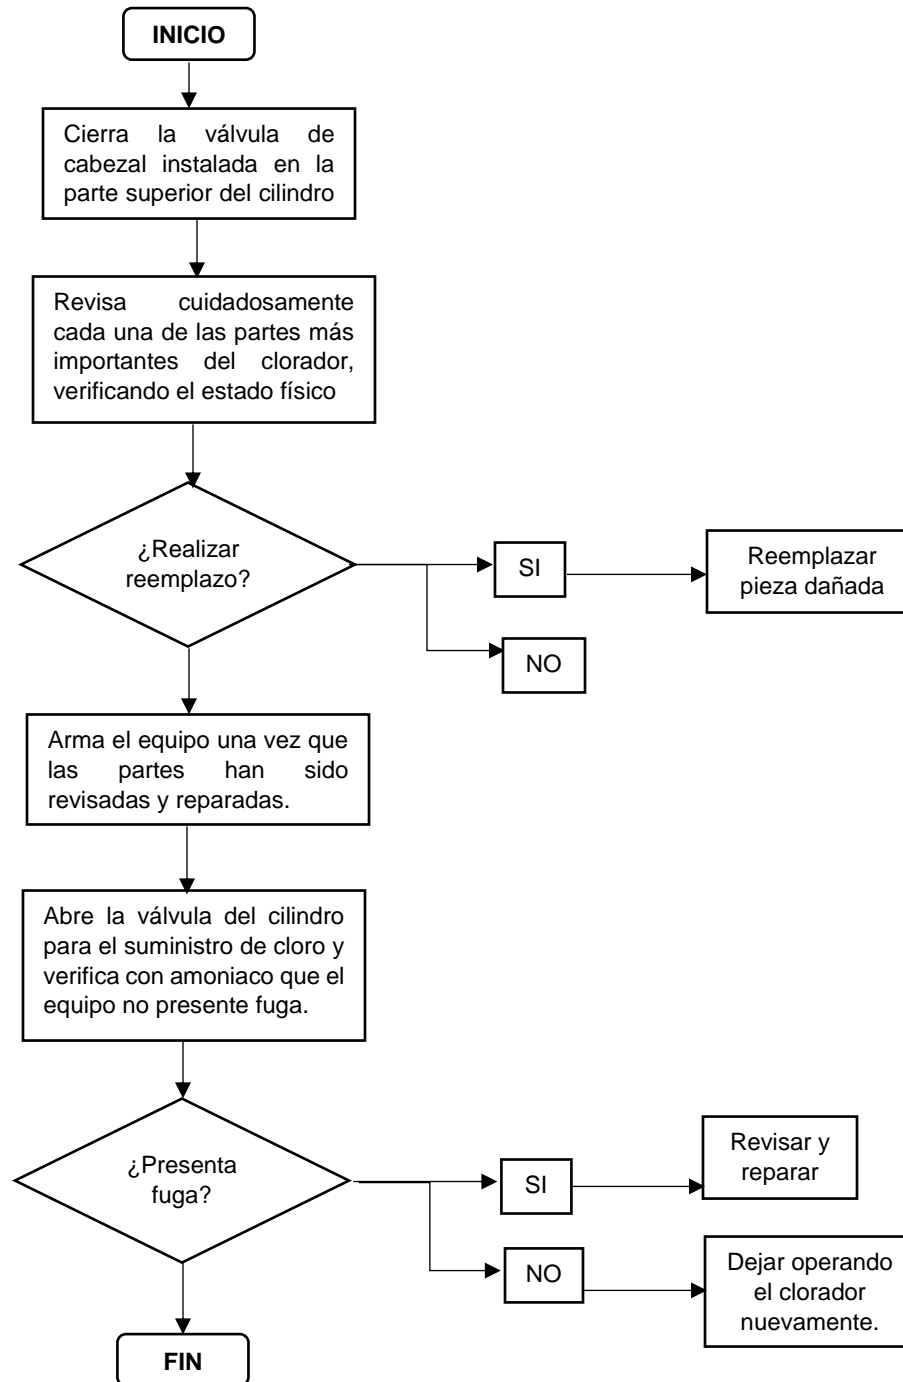 INICIO
Cierra la válvula de
cabezal instalada en la
parte superior del cilindro
Revisa cuidadosamente
cada una de las partes más
importantes del clorador,
verificando el estado físico
¿Realizar
reemplazo?
SI
Reemplazar
pieza dañada
NO
Arma el equipo una vez que
las partes han sido
revisadas y reparadas.
Abre la válvula del cilindro
para el suministro de cloro y
verifica con amoniaco que el
equipo no presente fuga.
¿Presenta
fuga?
SI
Revisar y
reparar
NO
Dejar operando
el clorador
nuevamente.
FIN